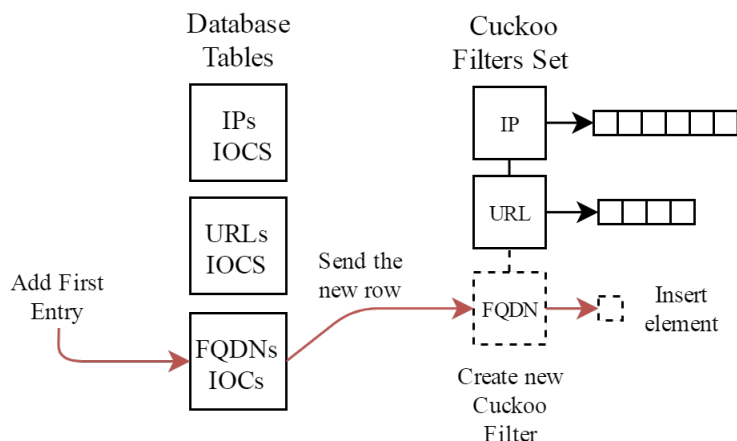 Database
Tables
Cuckoo
Filters Set
IPs
IOCS
IP
URLs
IOCS
URL
Send the
new row
Add First
Entry
FQDNs
IOCs
FQDN
Insert
element
Create new
Cuckoo
Filter